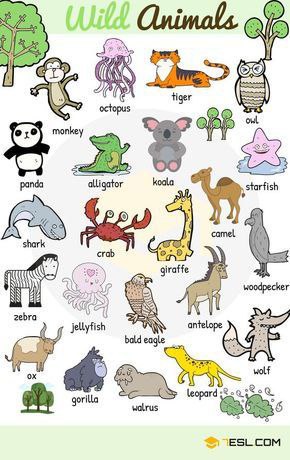 Wild Animals
monkey
octopus
tiger
owl
panda
alligator
koala
starfish
shark
crab
giraffe
camel
woodpecker
zebra
jellyfish
bald eagle
antelope
wolf
ox
gorilla
walrus
leopard
7ESL.COM